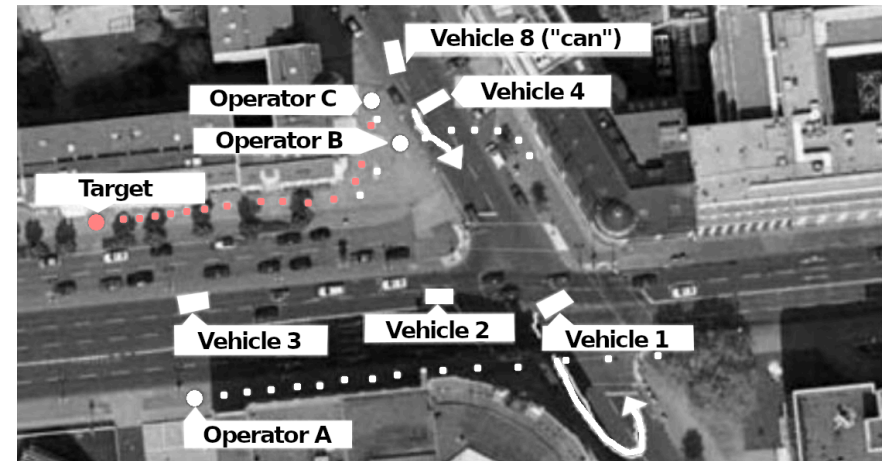 Vehicle 8 ("can")
Operator C
Vehicle 4
Operator B
Target
Vehicle 3
Vehicle 2
Vehicle 1
Operator A